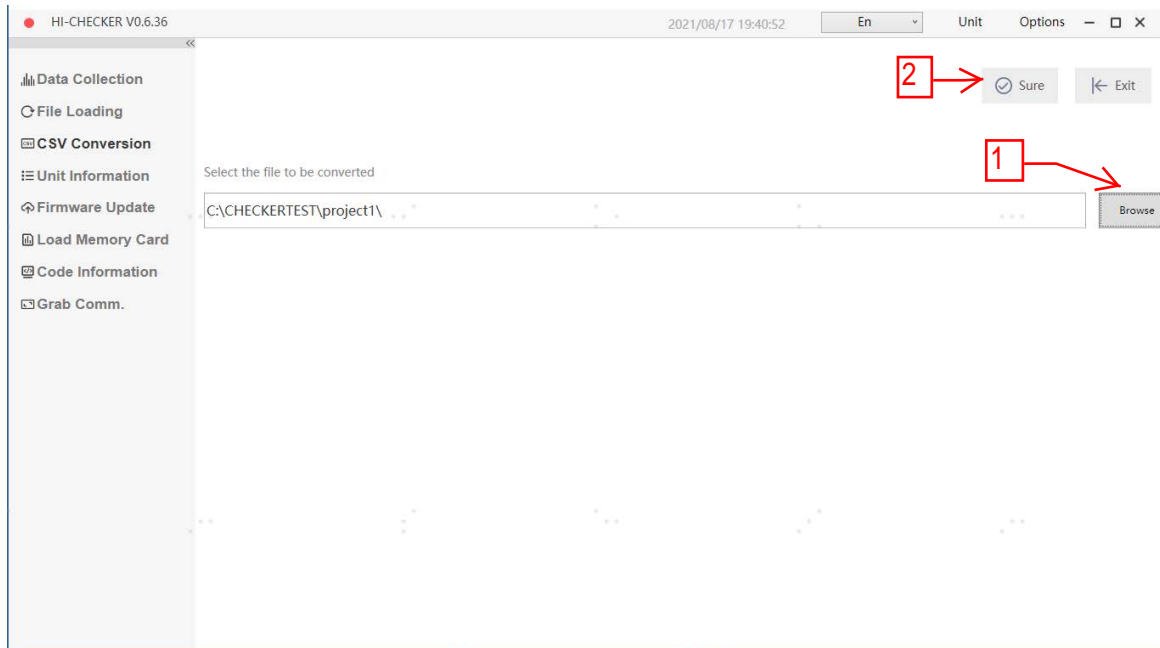 HI-CHECKER V0.6.36
2021/08/17 19:40:52
En
Unit
Options
Data Collection
File Loading
CSV Conversion
Unit Information
Firmware Update
Load Memory Card
Code Information
Grab Comm.
2
Sure
Exit
1
Select the file to be converted
C:\CHECKERTEST\project1\
Browse